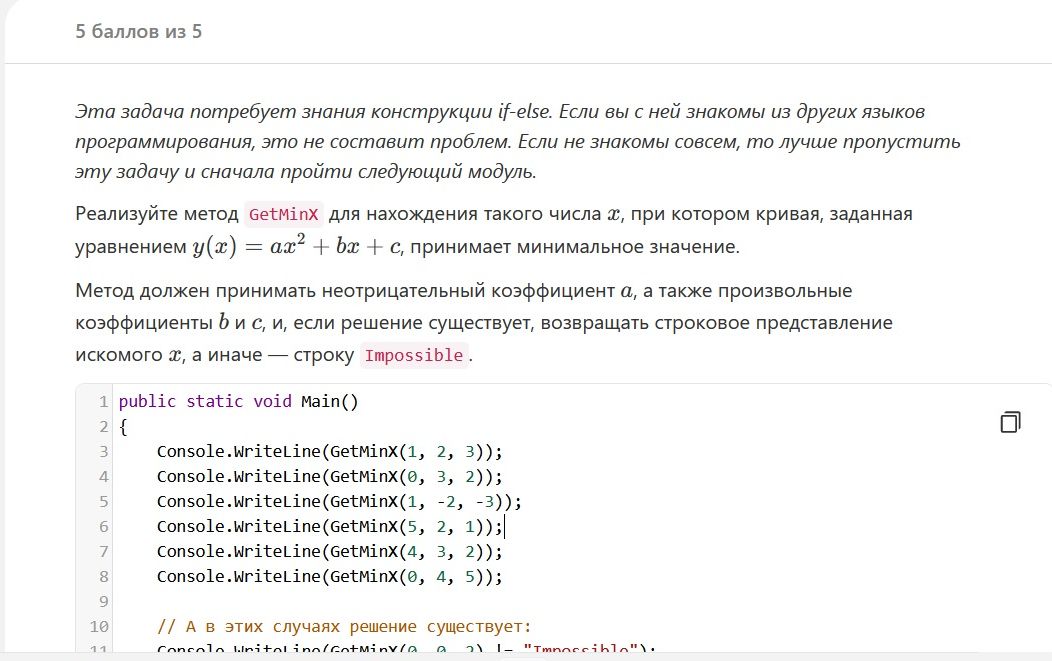 5 баллов из 5
Эта задача потребует знания конструкции if-else. Если вы с ней знакомы из других языков
программирования, это не составит проблем. Если не знакомы совсем, то лучше пропустить
эту задачу и сначала пройти следующий модуль.
Реализуйте метод GetMinX для нахождения такого числа x, при котором кривая, заданная
уравнением y(x) = ax² + bx + c, принимает минимальное значение.
Метод должен принимать неотрицательный коэффициент a, а также произвольные
коэффициенты b и c, и, если решение существует, возвращать строковое представление
искомого x, а иначе — строку Impossible.
1 public static void Main()
2 {
3 Console.WriteLine(GetMinX(1, 2, 3));
4 Console.WriteLine(GetMinX(0, 3, 2));
5 Console.WriteLine(GetMinX(1, -2, -3));
6 Console.WriteLine(GetMinX(5, 2, 1));
7 Console.WriteLine(GetMinX(4, 3, 2));
8 Console.WriteLine(GetMinX(0, 4, 5));
9
10 // А в этих случаях решение существует:
11 Console.WriteLine(GetMinX(0, 0, 2) != "Impossible");